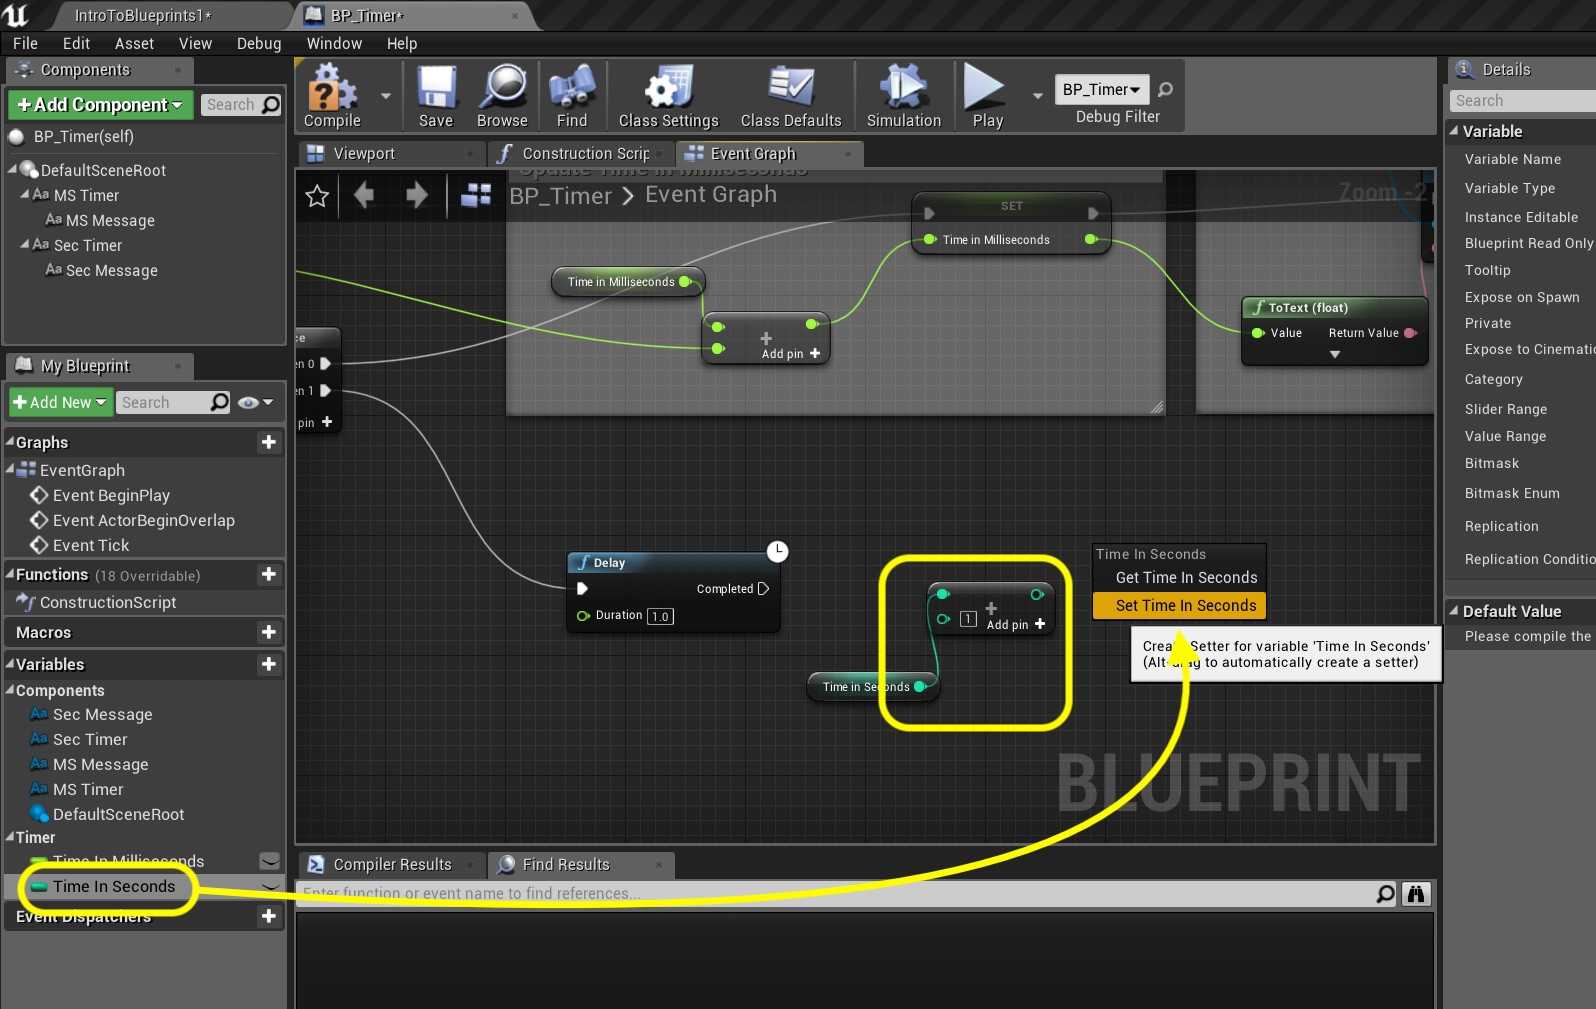 IntroToBlueprints1*
BP_Timer*
File Edit Asset View Debug Window Help
Components
+Add Component
Search
BP_Timer(self)
DefaultSceneRoot
MS Timer
MS Message
Sec Timer
Sec Message
My Blueprint
+Add New
Search
Graphs
EventGraph
Event BeginPlay
Event ActorBeginOverlap
Event Tick
Functions (18 Overridable)
ConstructionScript
Macros
Variables
Components
Sec Message
Sec Timer
MS Message
MS Timer
DefaultSceneRoot
Timer
Time In Milliseconds
Time In Seconds
Event Dispatchers
Compile
Save
Browse
Find
Class Settings
Class Defaults
Simulation
Play
BP_Timer
Debug Filter
Viewport
Construction Scrip
Event Graph
Update Time in Milliseconds
BP_Timer > Event Graph
Zoom -2
SET
Time in Milliseconds
Time in Milliseconds
Add pin +
ToText (float)
Value Return Value
ce
en 0
en 1
pin +
Delay
Completed
Duration 1.0
1
Add pin +
Time in Seconds
Time In Seconds
Get Time In Seconds
Set Time In Seconds
Setter for variable 'Time In Seconds'
to automatically create a setter)
BLUEPRINT
Compiler Results
Find Results
Enter function or event name to find references...
Details
Search
Variable
Variable Name
Variable Type
Instance Editable
Blueprint Read Only
Tooltip
Expose on Spawn
Private
Expose to Cinemati
Category
Slider Range
Value Range
Bitmask
Bitmask Enum
Replication
Replication Conditio
Default Value
Please compile the